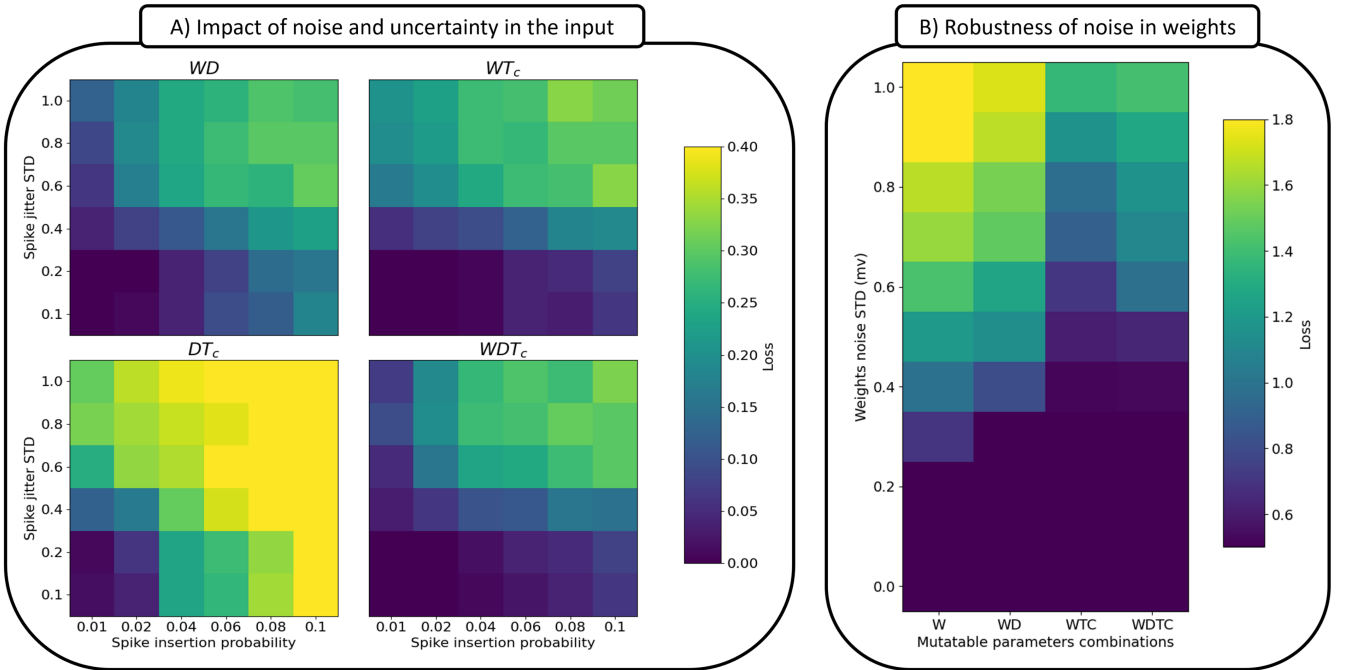 A) Impact of noise and uncertainty in the input
WD
WTc
Spike jitter STD
1.0
0.8
0.6
0.4
0.2
0.1
DTc
WDTc
Spike jitter STD
1.0
0.8
0.6
0.4
0.2
0.1
0.01 0.02 0.04 0.06 0.08 0.1
Spike insertion probability
0.01 0.02 0.04 0.06 0.08 0.1
Spike insertion probability
0.40
0.35
0.30
0.25
0.20
0.15
0.10
0.05
0.00
Loss
B) Robustness of noise in weights
Weights noise STD (mv)
1.0
0.8
0.6
0.4
0.2
0.0
W WD WTC WDTC
Mutatable parameters combinations
1.8
1.6
1.4
1.2
1.0
0.8
0.6
Loss